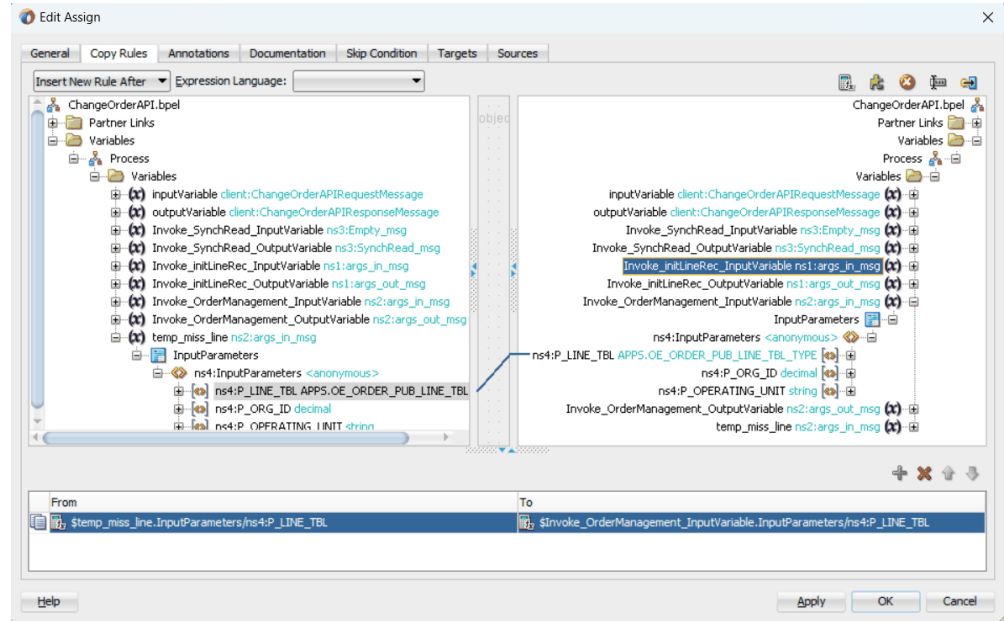 Edit Assign
General Copy Rules Annotations Documentation Skip Condition Targets Sources
Insert New Rule After Expression Language:
ChangeOrderAPI.bpel
Partner Links
Variables
Process
Variables
inputVariable client:ChangeOrderAPIRequestMessage
outputVariable client:ChangeOrderAPIResponseMessage
Invoke_SynchRead_InputVariable ns3:Empty_msg
Invoke_SynchRead_OutputVariable ns3:SynchRead_msg
Invoke_initLineRec_InputVariable ns1:args_in_msg
Invoke_initLineRec_OutputVariable ns1:args_out_msg
Invoke_OrderManagement_InputVariable ns2:args_in_msg
Invoke_OrderManagement_OutputVariable ns2:args_out_msg
temp_miss_line ns2:args_in_msg
InputParameters
ns4:InputParameters <anonymous>
ns4:P_LINE_TBL APPS.OE_ORDER_PUB_LINE_TBL
ns4:P_ORG_ID decimal
ns4:P_OPERATING_UNIT string
objec
ChangeOrderAPI.bpel
Partner Links
Variables
Process
Variables
inputVariable client:ChangeOrderAPIRequestMessage
outputVariable client:ChangeOrderAPIResponseMessage
Invoke_SynchRead_InputVariable ns3:Empty_msg
Invoke_SynchRead_OutputVariable ns3:SynchRead_msg
Invoke_initLineRec_InputVariable ns1:args_in_msg
Invoke_initLineRec_OutputVariable ns1:args_out_msg
Invoke_OrderManagement_InputVariable ns2:args_in_msg
InputParameters
ns4:InputParameters <anonymous>
ns4:P_LINE_TBL APPS.OE_ORDER_PUB_LINE_TBL_TYPE
ns4:P_ORG_ID decimal
ns4:P_OPERATING_UNIT string
Invoke_OrderManagement_OutputVariable ns2:args_out_msg
temp_miss_line ns2:args_in_msg
From To
$temp_miss_line.InputParameters/ns4:P_LINE_TBL $Invoke_OrderManagement_InputVariable.InputParameters/ns4:P_LINE_TBL
Help Apply OK Cancel